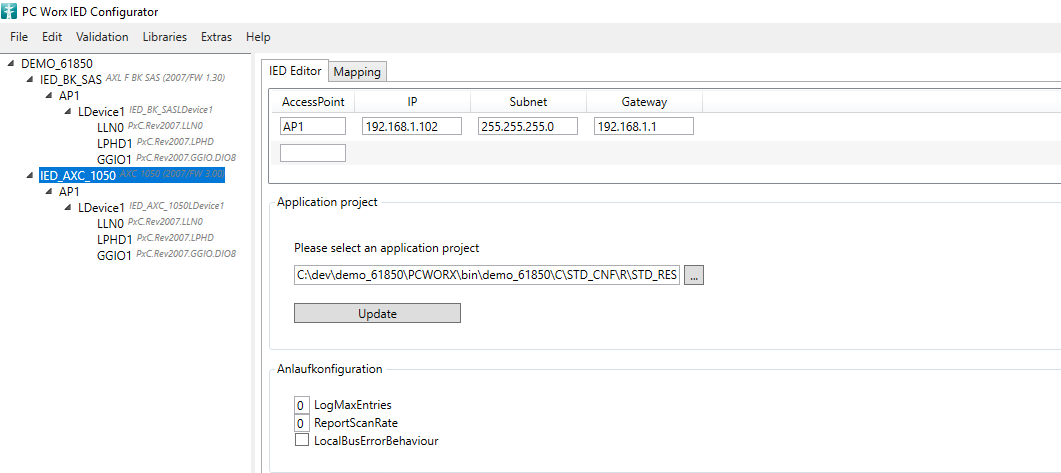 PC Worx IED Configurator
File Edit Validation Libraries Extras Help
DEMO_61850
IED_BK_SAS AXL F BK SAS (2007/FW 1.30)
AP1
LDevice1 IED_BK_SASLDevice1
LLN0 PxC.Rev2007.LLN0
LPHD1 PxC.Rev2007.LPHD
GGIO1 PxC.Rev2007.GGIO.DIO8
IED_AXC_1050 AXC 1050 (2007/FW 3.00)
AP1
LDevice1 IED_AXC_1050LDevice1
LLN0 PxC.Rev2007.LLN0
LPHD1 PxC.Rev2007.LPHD
GGIO1 PxC.Rev2007.GGIO.DIO8
IED Editor Mapping
AccessPoint IP Subnet Gateway
AP1 192.168.1.102 255.255.255.0 192.168.1.1
Application project
Please select an application project
C:\dev\demo_61850\PCWORX\bin\demo_61850\C\STD_CNF\R\STD_RES ...
Update
Anlaufkonfiguration
0 LogMaxEntries
0 ReportScanRate
LocalBusErrorBehaviour